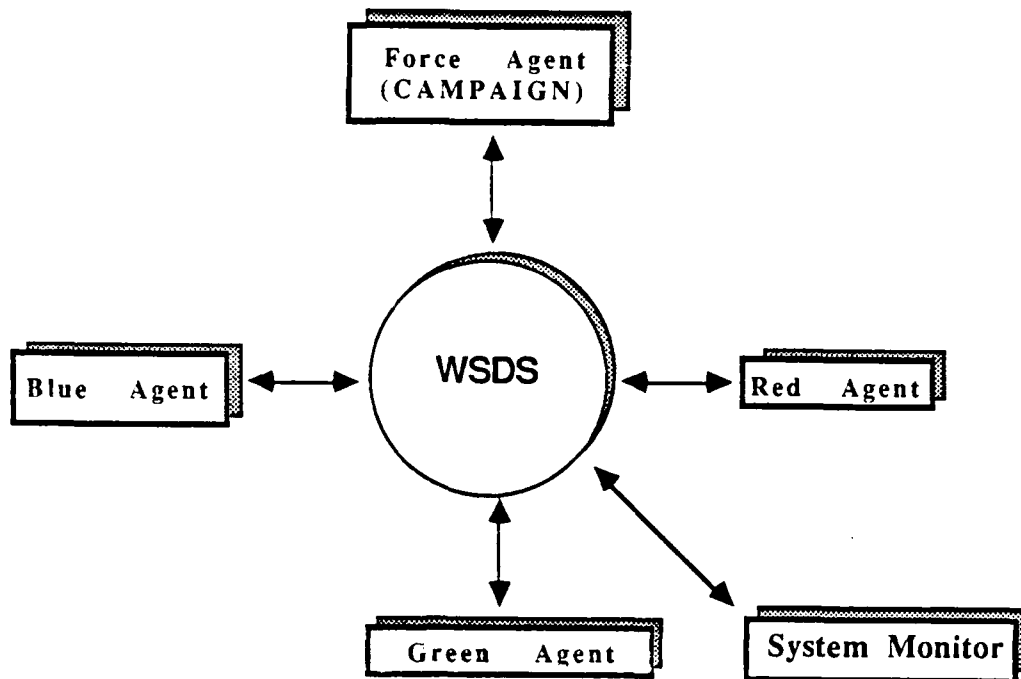 Force Agent
(CAMPAIGN)
WSDS
Blue Agent
Red Agent
Green Agent
System Monitor